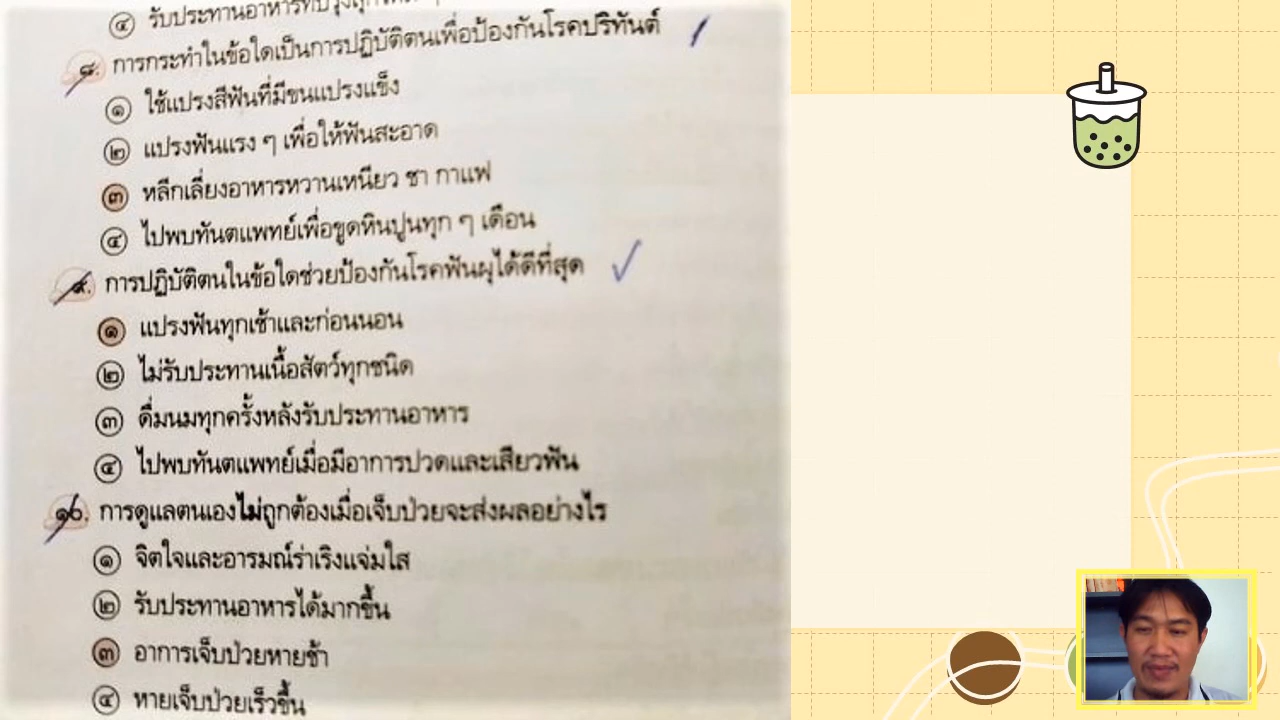 ๔ รับประทานอาหาร
๘. การกระทำในข้อใดเป็นการปฏิบัติตนเพื่อป้องกันโรคปริทันต์
๑ ใช้แปรงสีฟันที่มีขนแปรงแข็ง
๒ แปรงฟันแรง ๆ เพื่อให้ฟันสะอาด
๓ หลีกเลี่ยงอาหารหวานเหนียว ชา กาแฟ
๔ ไปพบทันตแพทย์เพื่อขูดหินปูนทุก ๆ เดือน
๙. การปฏิบัติตนในข้อใดช่วยป้องกันโรคฟันผุได้ดีที่สุด
๑ แปรงฟันทุกเช้าและก่อนนอน
๒ ไม่รับประทานเนื้อสัตว์ทุกชนิด
๓ ดื่มนมทุกครั้งหลังรับประทานอาหาร
๔ ไปพบทันตแพทย์เมื่อมีอาการปวดและเสียวฟัน
๑๐. การดูแลตนเองไม่ถูกต้องเมื่อเจ็บป่วยจะส่งผลอย่างไร
๑ จิตใจและอารมณ์ร่าเริงแจ่มใส
๒ รับประทานอาหารได้มากขึ้น
๓ อาการเจ็บป่วยหายช้า
๔ หายเจ็บป่วยเร็วขึ้น